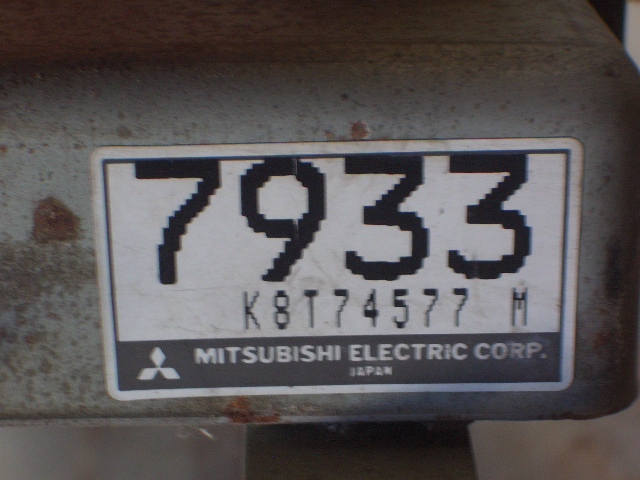 7933
K8T74577 M
MITSUBISHI ELECTRIC CORP.
JAPAN